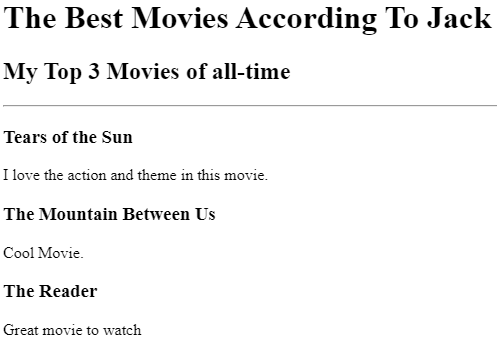 The Best Movies According To Jack
My Top 3 Movies of all-time
Tears of the Sun
I love the action and theme in this movie.
The Mountain Between Us
Cool Movie.
The Reader
Great movie to watch